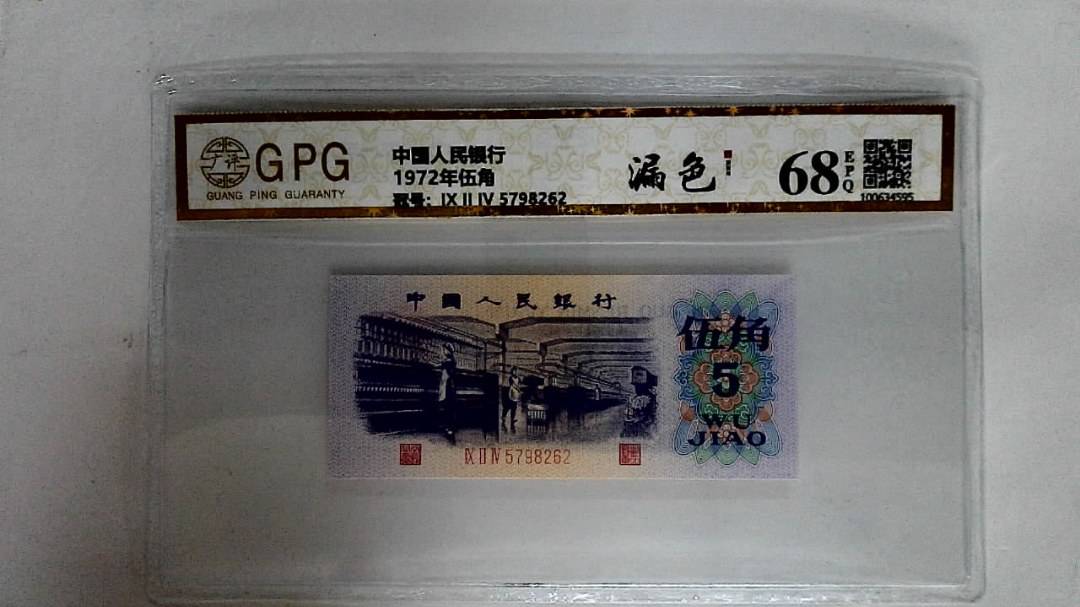 广评
GPG
GUANG PING GUARANTY
中国人民银行
1972年伍角
冠号: IX II IV 5798262
漏色
68
EPQ
100634595
中國人民銀行
伍角
5
WU
JIAO
IX II IV 5798262